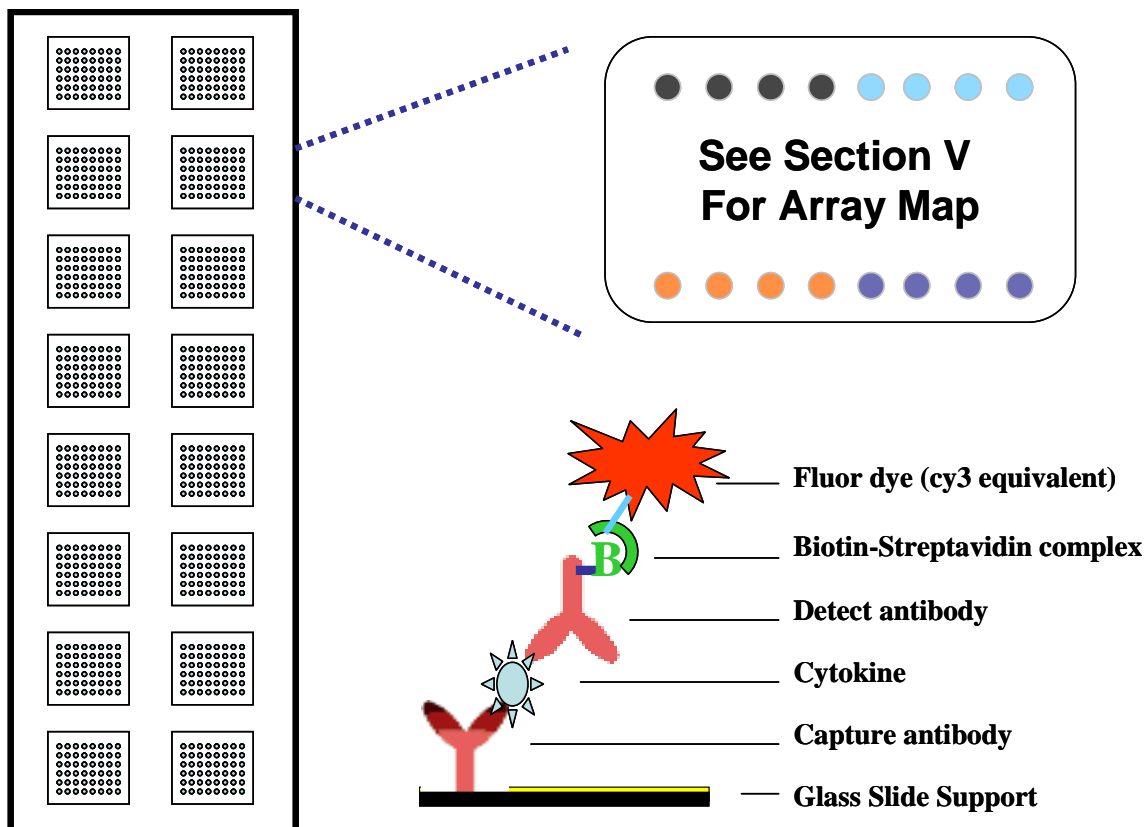 See Section V
For Array Map
Fluor dye (cy3 equivalent)
B
Biotin-Streptavidin complex
Detect antibody
Cytokine
Capture antibody
Glass Slide Support